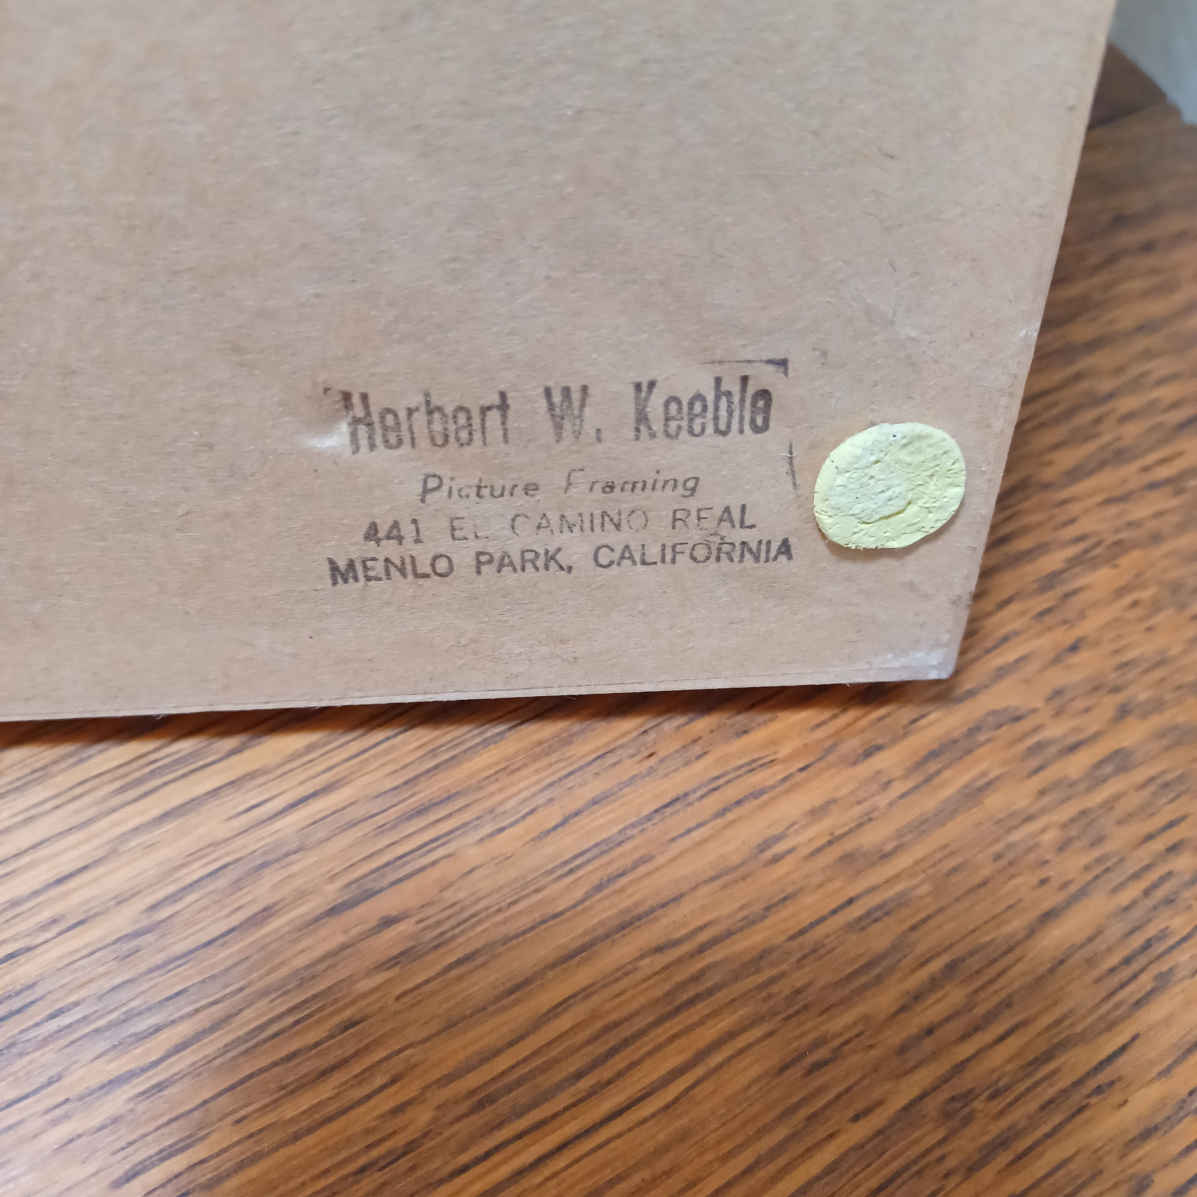 Herbert W. Keeble
Picture Framing
441 EL CAMINO REAL
MENLO PARK, CALIFORNIA